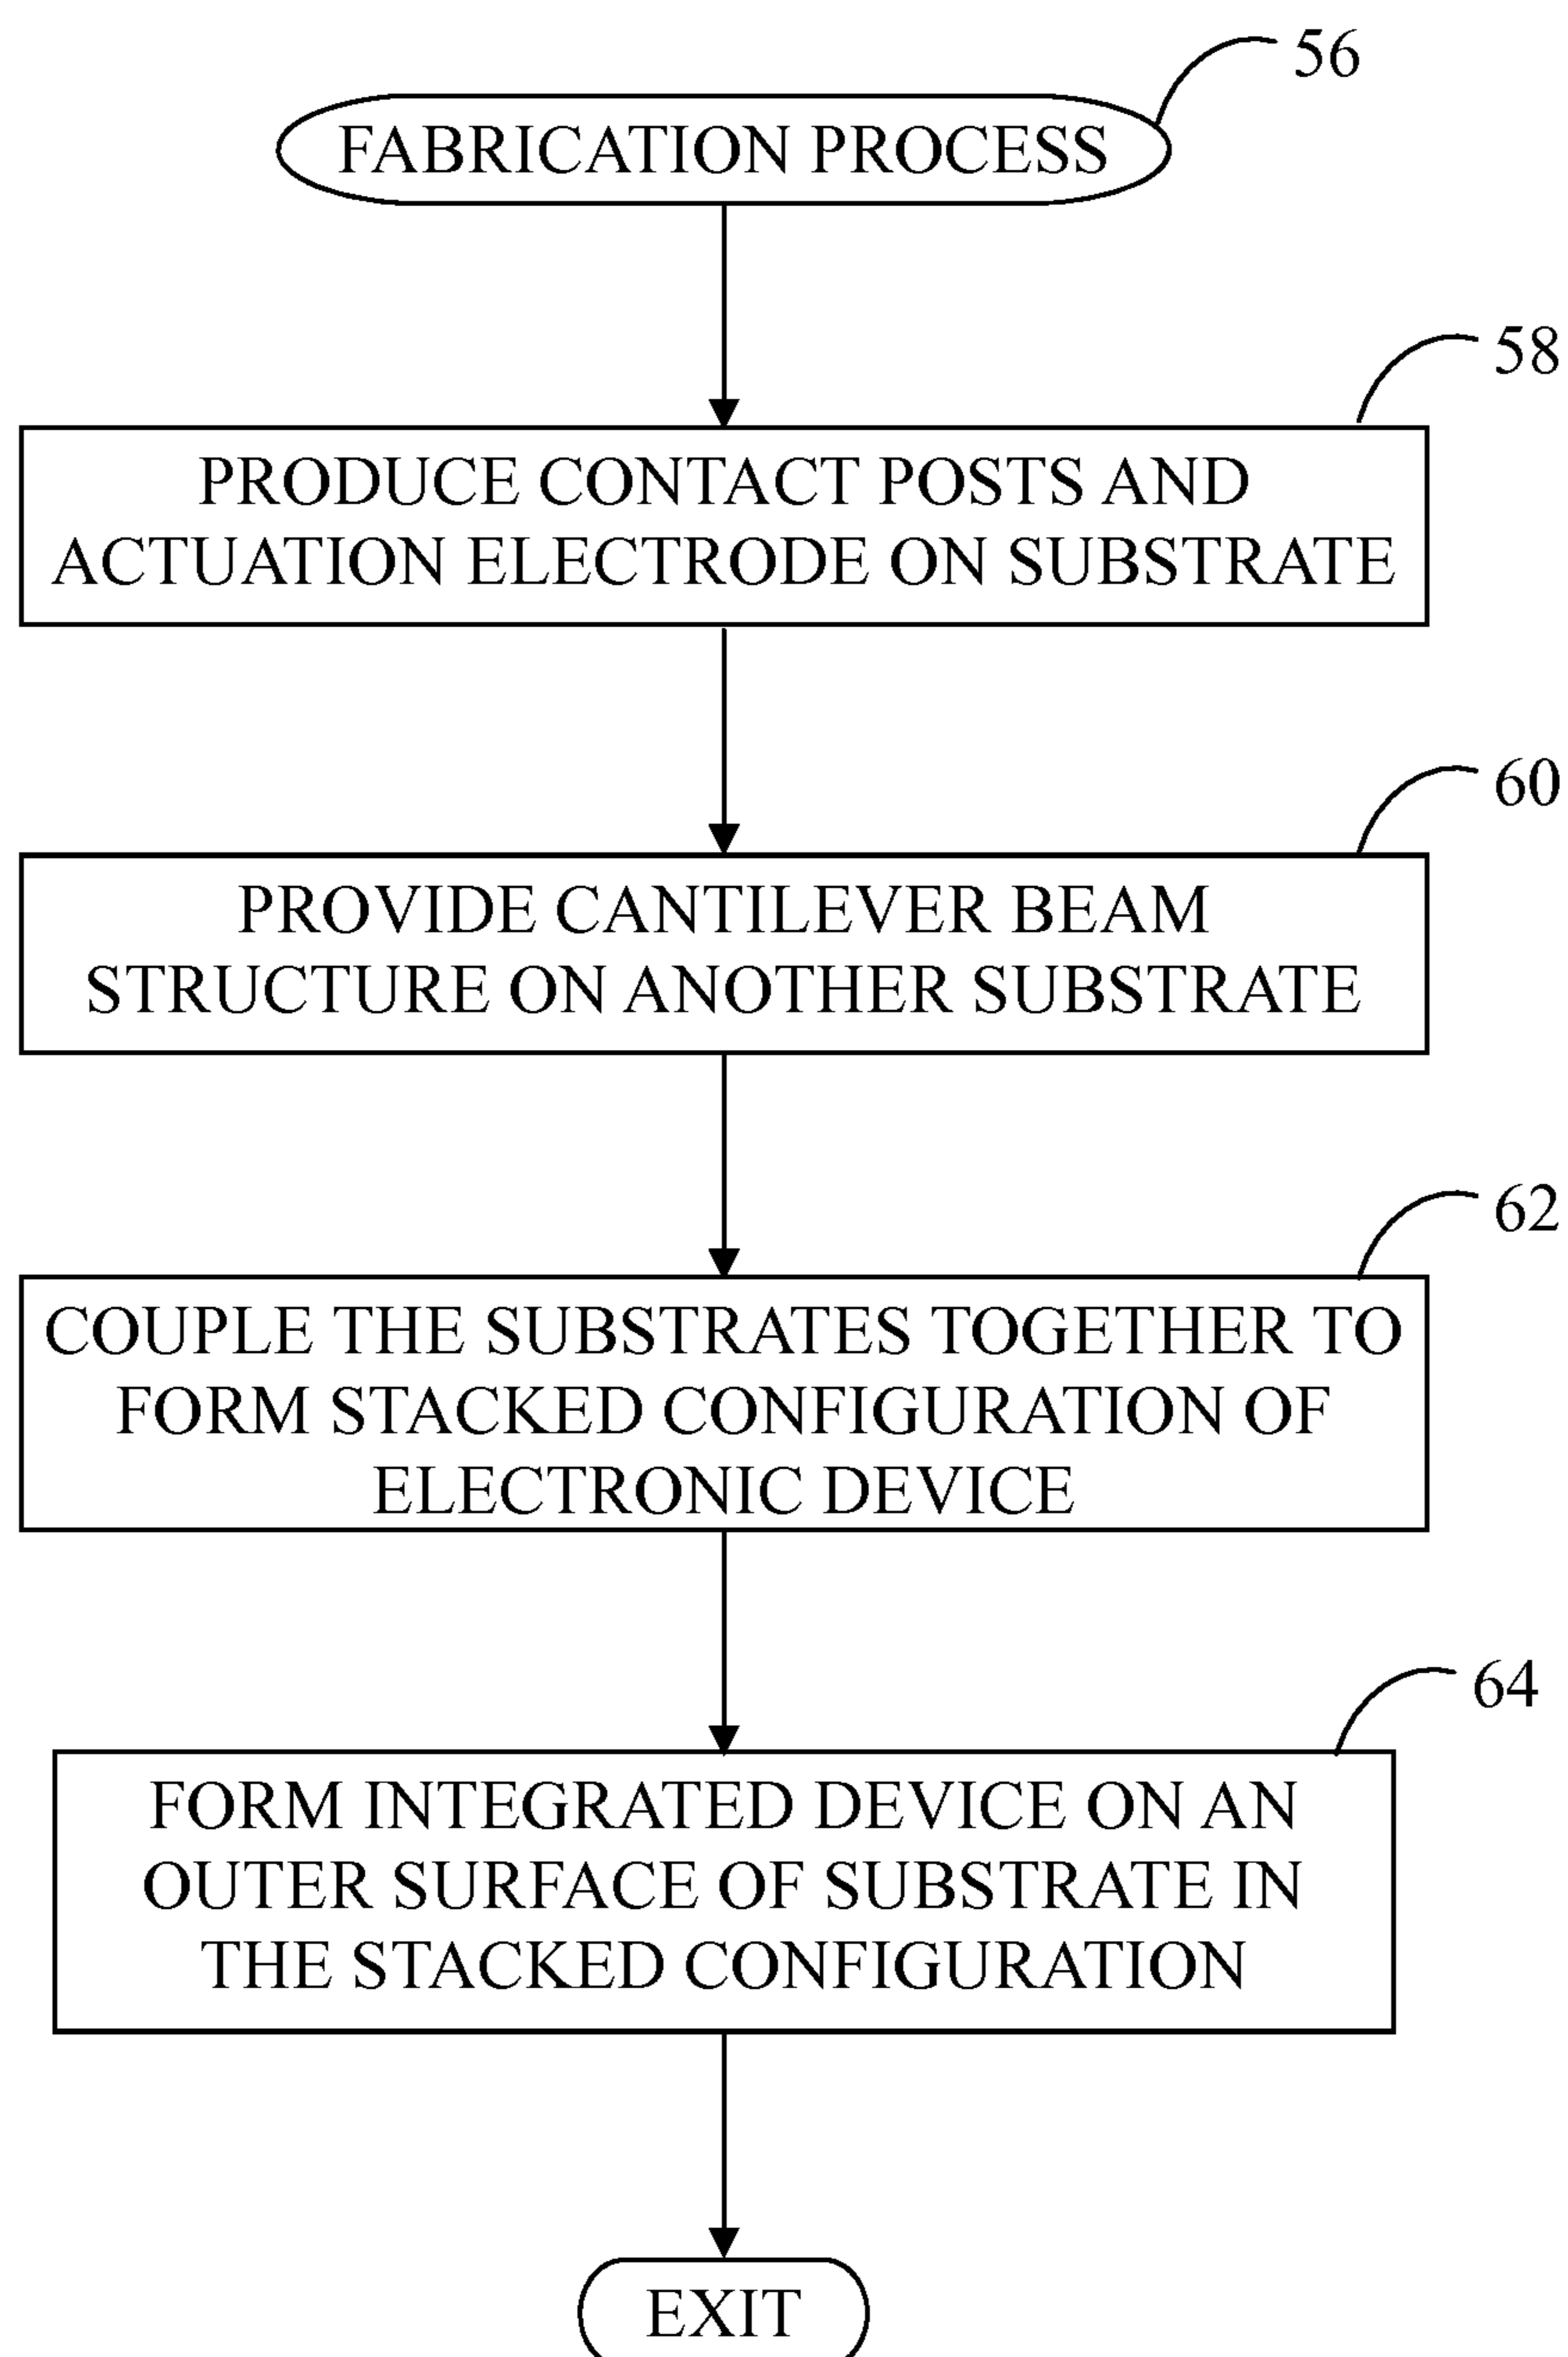 56
FABRICATION PROCESS
58
PRODUCE CONTACT POSTS AND
ACTUATION ELECTRODE ON SUBSTRATE
60
PROVIDE CANTILEVER BEAM
STRUCTURE ON ANOTHER SUBSTRATE
62
COUPLE THE SUBSTRATES TOGETHER TO
FORM STACKED CONFIGURATION OF
ELECTRONIC DEVICE
64
FORM INTEGRATED DEVICE ON AN
OUTER SURFACE OF SUBSTRATE IN
THE STACKED CONFIGURATION
EXIT